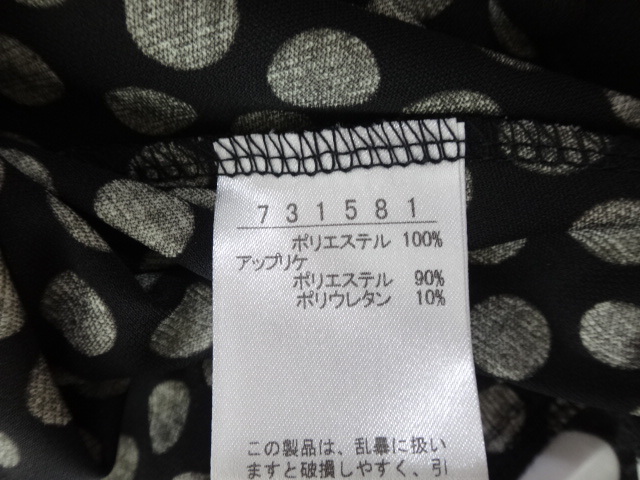 731581
ポリエステル 100%
アップリケ
ポリエステル 90%
ポリウレタン 10%
この製品は、乱暴に扱い
ますと破損しやすく、引